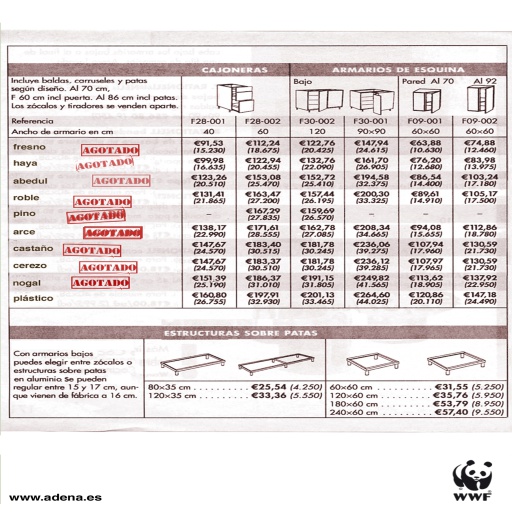 CAJONERAS ARMARIOS DE ESQUINA
Incluye baldas, carruseles y patas Bajo Pared Al 70 Al 92
según diseño. Al 70 cm,
F 60 cm incl puerta. Al 86 cm incl patas.
Los zócalos y tiradores se venden aparte.
Referencia F28-001 F28-002 F30-002 F30-001 F09-001 F09-002
Ancho de armario en cm 40 60 120 90×90 60×60 60×60
fresno AGOTADO €91,53 €112,24 €122,76 €147,94 €63,88 €74,88
(15.230) (18.675) (20.425) (24.615) (10.630) (12.460)
haya AGOTADO €99,98 €122,94 €132,76 €161,70 €76,20 €83,98
(16.635) (20.455) (22.090) (26.905) (12.680) (13.975)
abedul AGOTADO €123,26 €153,08 €152,72 €194,58 €86,54 €103,24
(20.510) (25.470) (25.410) (32.375) (14.400) (17.180)
roble AGOTADO €131,41 €163,47 €157,44 €200,30 €89,61 €105,17
(21.865) (27.200) (26.195) (33.325) (14.910) (17.500)
pino AGOTADO – €167,29 €159,69 – – –
(27.835) (26.570)
arce AGOTADO €138,17 €171,61 €162,78 €208,34 €94,08 €112,86
(22.990) (28.555) (27.085) (34.665) (15.655) (18.780)
castaño AGOTADO €147,67 €183,40 €181,78 €236,06 €107,94 €130,59
(24.570) (30.515) (30.245) (39.275) (17.960) (21.730)
cerezo AGOTADO €147,67 €183,37 €181,78 €236,12 €107,97 €130,59
(24.570) (30.510) (30.245) (39.285) (17.965) (21.730)
nogal AGOTADO €151,39 €186,37 €191,15 €249,82 €113,62 €137,92
(25.190) (31.010) (31.805) (41.565) (18.905) (22.950)
plástico €160,80 €197,91 €201,13 €264,60 €120,86 €147,18
(26.755) (32.930) (33.465) (44.025) (20.110) (24.490)
ESTRUCTURAS SOBRE PATAS
Con armarios bajos
puedes elegir entre zócalos o
estructuras sobre patas
en aluminio Se pueden
regular entre 15 y 17 cm, aun-
que vienen de fábrica a 16 cm.
80×35 cm ........ €25,54 (4.250)
120×35 cm ....... €33,36 (5.550)
60×60 cm ........... €31,55 (5.250)
120×60 cm .......... €35,76 (5.950)
180×60 cm .......... €53,79 (8.950)
240×60 cm .......... €57,40 (9.550)
www.adena.es
WWF